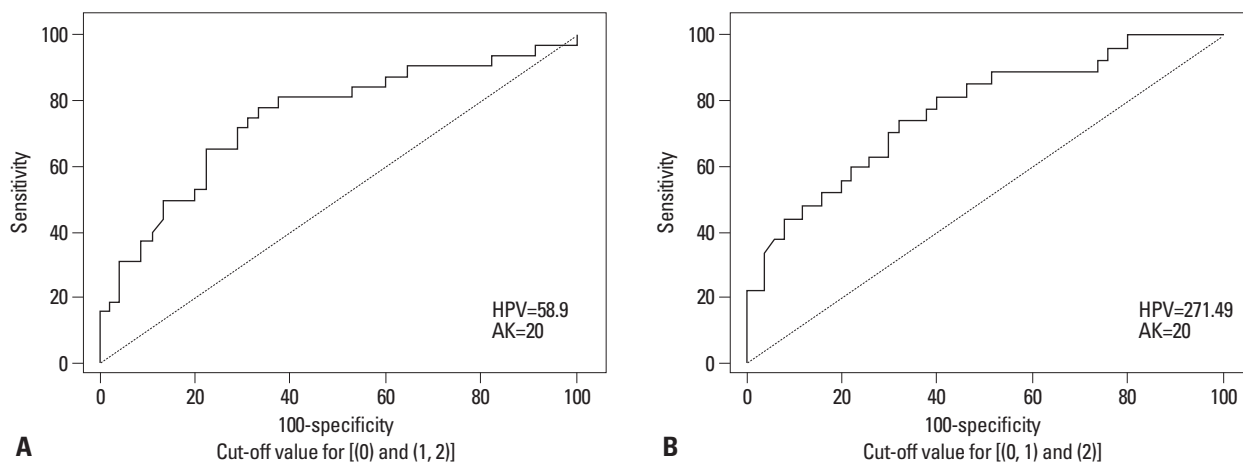 100
80
60
40
20
0
Sensitivity
HPV=58.9
AK=20
0 20 40 60 80 100
100-specificity
A
Cut-off value for [(0) and (1, 2)]
100
80
60
40
20
0
Sensitivity
HPV=271.49
AK=20
0 20 40 60 80 100
100-specificity
B
Cut-off value for [(0, 1) and (2)]